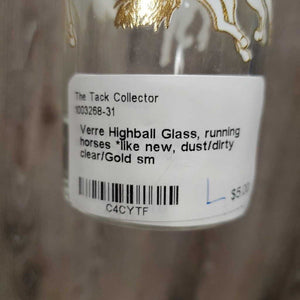 The Tack Collector
1003268-31
Verre Highball Glass, running
horses *like new, dust/dirty
clear/Gold sm
L $5.00
C4CYTF